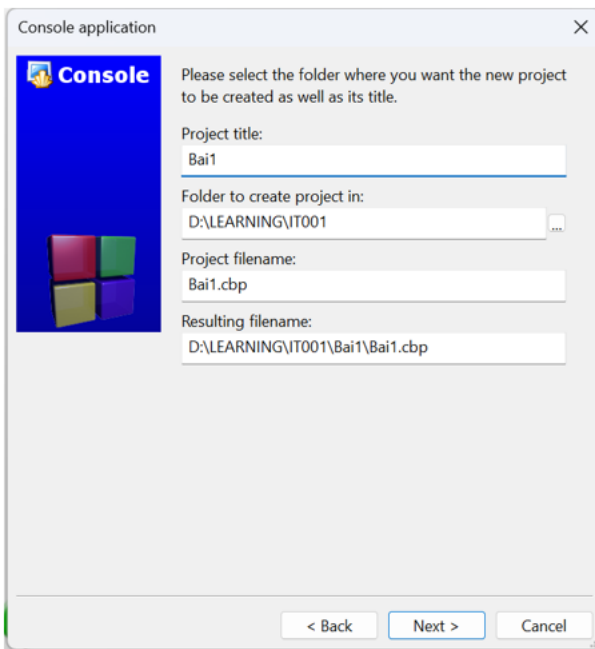 Console application
Console
Please select the folder where you want the new project
to be created as well as its title.
Project title:
Bai1
Folder to create project in:
D:\LEARNING\IT001
...
Project filename:
Bai1.cbp
Resulting filename:
D:\LEARNING\IT001\Bai1\Bai1.cbp
< Back
Next >
Cancel